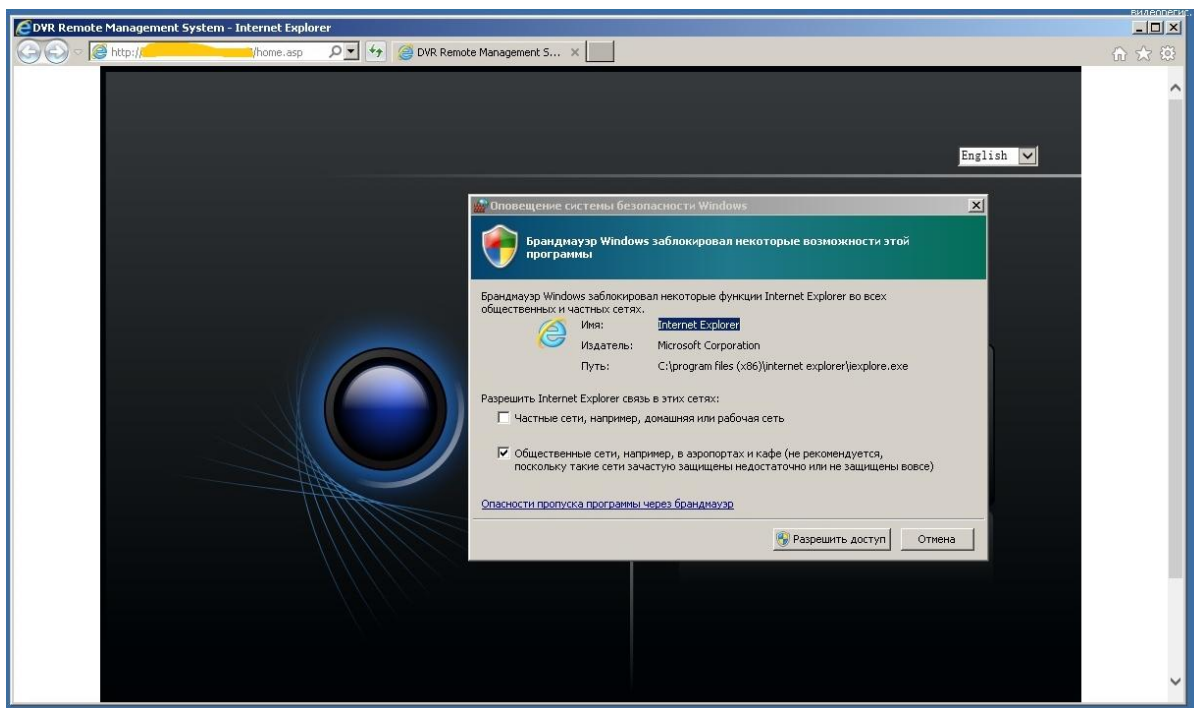 видеорегис.
DVR Remote Management System - Internet Explorer
http:// /home.asp
DVR Remote Management S...
English
Оповещение системы безопасности Windows
Брандмауэр Windows заблокировал некоторые возможности этой
программы
Брандмауэр Windows заблокировал некоторые функции Internet Explorer во всех
общественных и частных сетях.
Имя: Internet Explorer
Издатель: Microsoft Corporation
Путь: C:\program files (x86)\internet explorer\iexplore.exe
Разрешить Internet Explorer связь в этих сетях:
Частные сети, например, домашняя или рабочая сеть
Общественные сети, например, в аэропортах и кафе (не рекомендуется,
поскольку такие сети зачастую защищены недостаточно или не защищены вовсе)
Опасности пропуска программы через брандмауэр
Разрешить доступ
Отмена